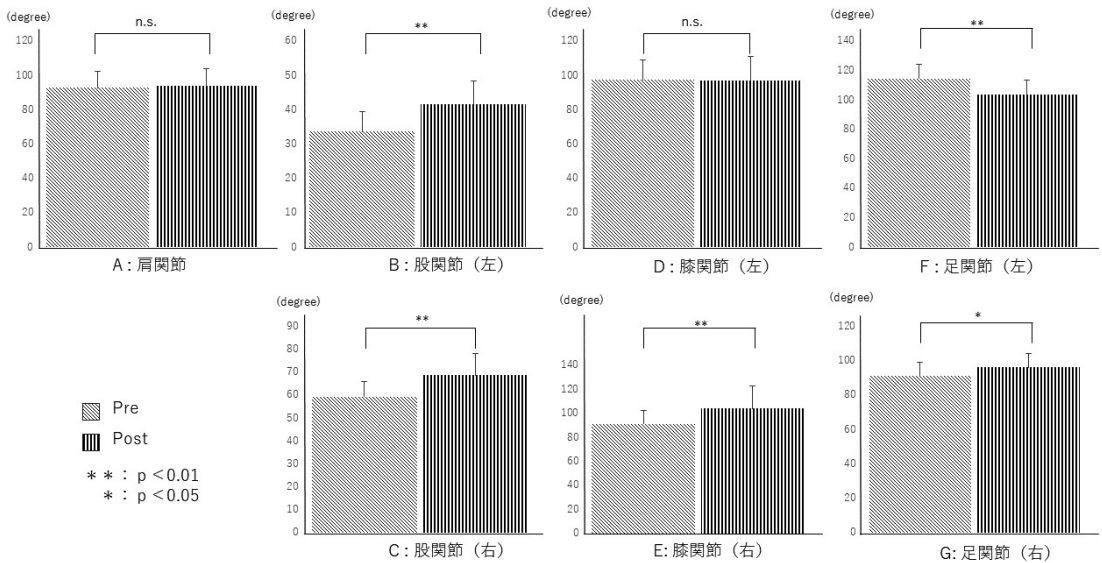 (degree)
n.s.
120
100
80
60
40
20
0
A : 肩関節
(degree)
**
60
50
40
30
20
10
0
B : 股関節（左）
(degree)
n.s.
120
100
80
60
40
20
0
D : 膝関節（左）
(degree)
**
140
120
100
80
60
40
20
0
F : 足関節（左）
Pre
Post
＊＊： p＜0.01
＊： p＜0.05
(degree)
**
90
80
70
60
50
40
30
20
10
0
C : 股関節（右）
(degree)
**
140
120
100
80
60
40
20
0
E: 膝関節（右）
(degree)
*
120
100
80
60
40
20
0
G: 足関節（右）